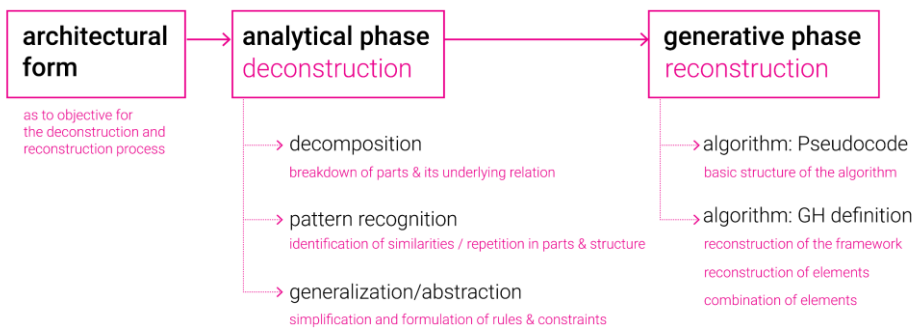 architectural
form
as to objective for
the deconstruction and
reconstruction process
analytical phase
deconstruction
decomposition
breakdown of parts & its underlying relation
pattern recognition
identification of similarities / repetition in parts & structure
generalization/abstraction
simplification and formulation of rules & constraints
generative phase
reconstruction
algorithm: Pseudocode
basic structure of the algorithm
algorithm: GH definition
reconstruction of the framework
reconstruction of elements
combination of elements